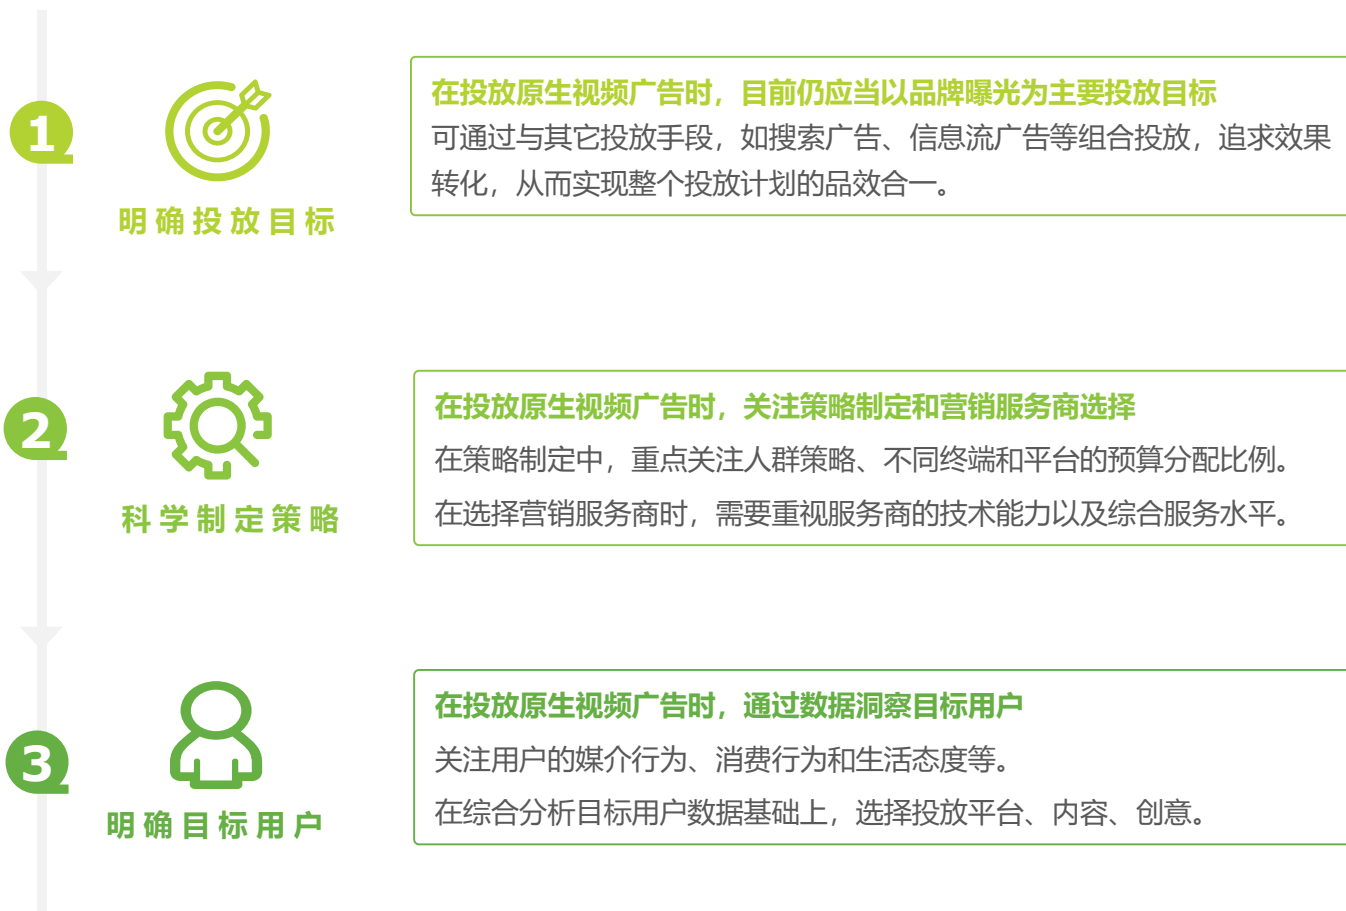 1
明确投放目标
在投放原生视频广告时，目前仍应当以品牌曝光为主要投放目标
可通过与其它投放手段，如搜索广告、信息流广告等组合投放，追求效果
转化，从而实现整个投放计划的品效合一。
2
科学制定策略
在投放原生视频广告时，关注策略制定和营销服务商选择
在策略制定中，重点关注人群策略、不同终端和平台的预算分配比例。
在选择营销服务商时，需要重视服务商的技术能力以及综合服务水平。
3
明确目标用户
在投放原生视频广告时，通过数据洞察目标用户
关注用户的媒介行为、消费行为和生活态度等。
在综合分析目标用户数据基础上，选择投放平台、内容、创意。